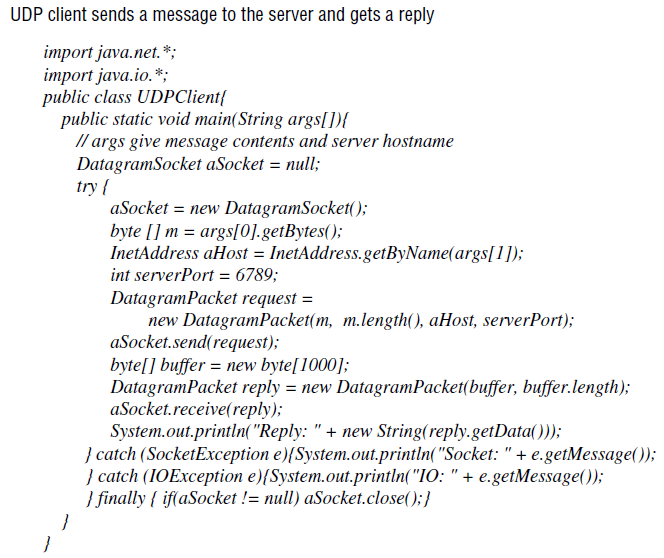 UDP client sends a message to the server and gets a reply
import java.net.*;
import java.io.*;
public class UDPClient{
public static void main(String args[]){
// args give message contents and server hostname
DatagramSocket aSocket = null;
try {
aSocket = new DatagramSocket();
byte [] m = args[0].getBytes();
InetAddress aHost = InetAddress.getByName(args[1]);
int serverPort = 6789;
DatagramPacket request =
new DatagramPacket(m, m.length(), aHost, serverPort);
aSocket.send(request);
byte[] buffer = new byte[1000];
DatagramPacket reply = new DatagramPacket(buffer, buffer.length);
aSocket.receive(reply);
System.out.println("Reply: " + new String(reply.getData()));
} catch (SocketException e){System.out.println("Socket: " + e.getMessage());
} catch (IOException e){System.out.println("IO: " + e.getMessage());
} finally { if(aSocket != null) aSocket.close();}
}
}